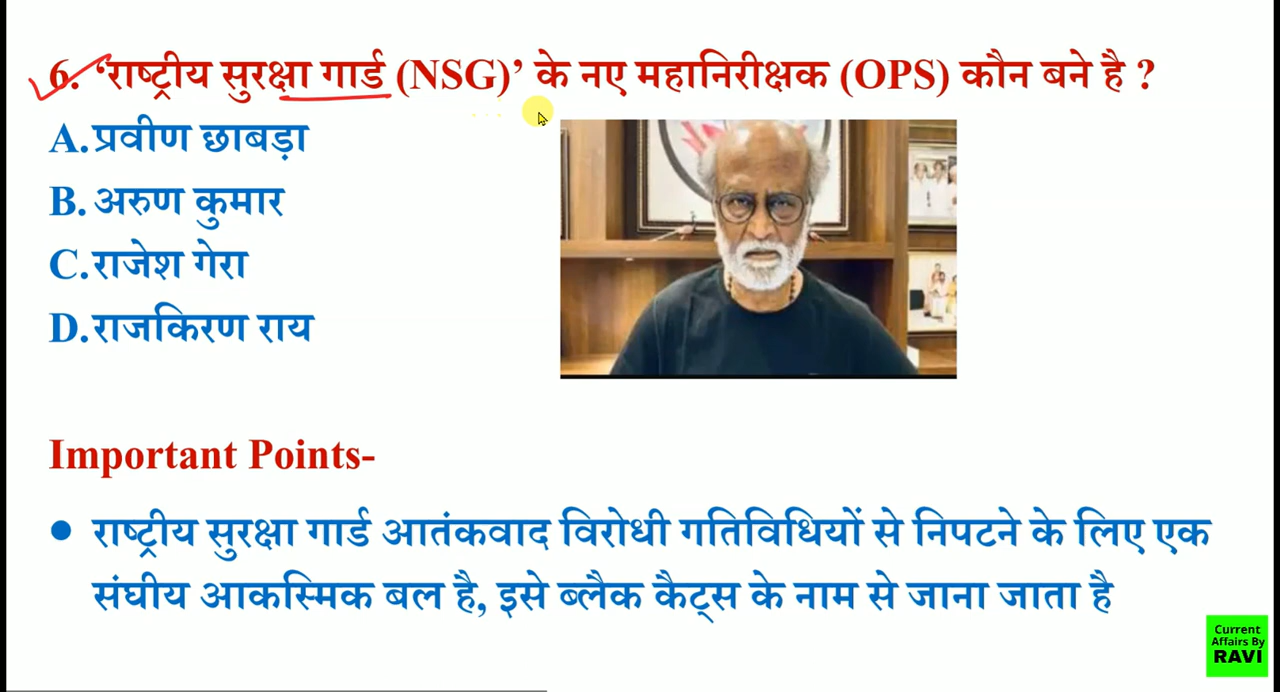 6. ‘राष्ट्रीय सुरक्षा गार्ड (NSG)’ के नए महानिरीक्षक (OPS) कौन बने है ?
A. प्रवीण छाबड़ा
B. अरुण कुमार
C. राजेश गेरा
D. राजकिरण राय
Important Points-
● राष्ट्रीय सुरक्षा गार्ड आतंकवाद विरोधी गतिविधियों से निपटने के लिए एक
संघीय आकस्मिक बल है, इसे ब्लैक कैट्स के नाम से जाना जाता है
Current
Affairs By
RAVI